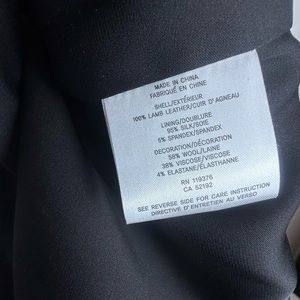 MADE IN CHINA
FABRIQUÉ EN CHINE
SHELL/EXTÉRIEUR
100% LAMB LEATHER/CUIR D'AGNEAU
LINING/DOUBLURE
95% SILK/SOIE
5% SPANDEX/SPANDEX
DECORATION/DÉCORATION
58% WOOL/LAINE
38% VISCOSE/VISCOSE
4% ELASTANE/ÉLASTHANNE
RN 119376
CA 52192
SEE REVERSE SIDE FOR CARE INSTRUCTION
DIRECTIVE D'ENTRETIEN AU VERSO